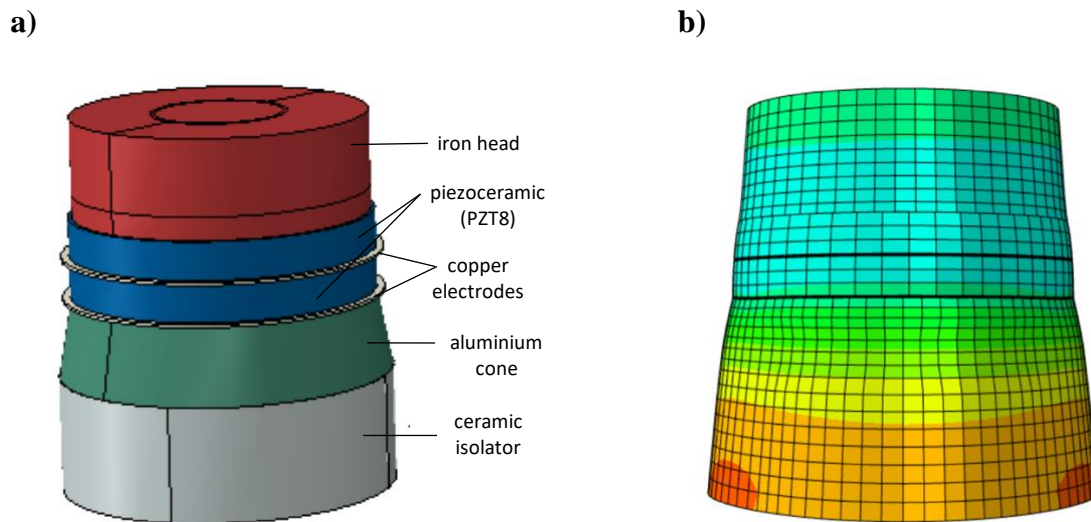 a)
b)
iron head
piezoceramic
(PZT8)
copper
electrodes
aluminium
cone
ceramic
isolator